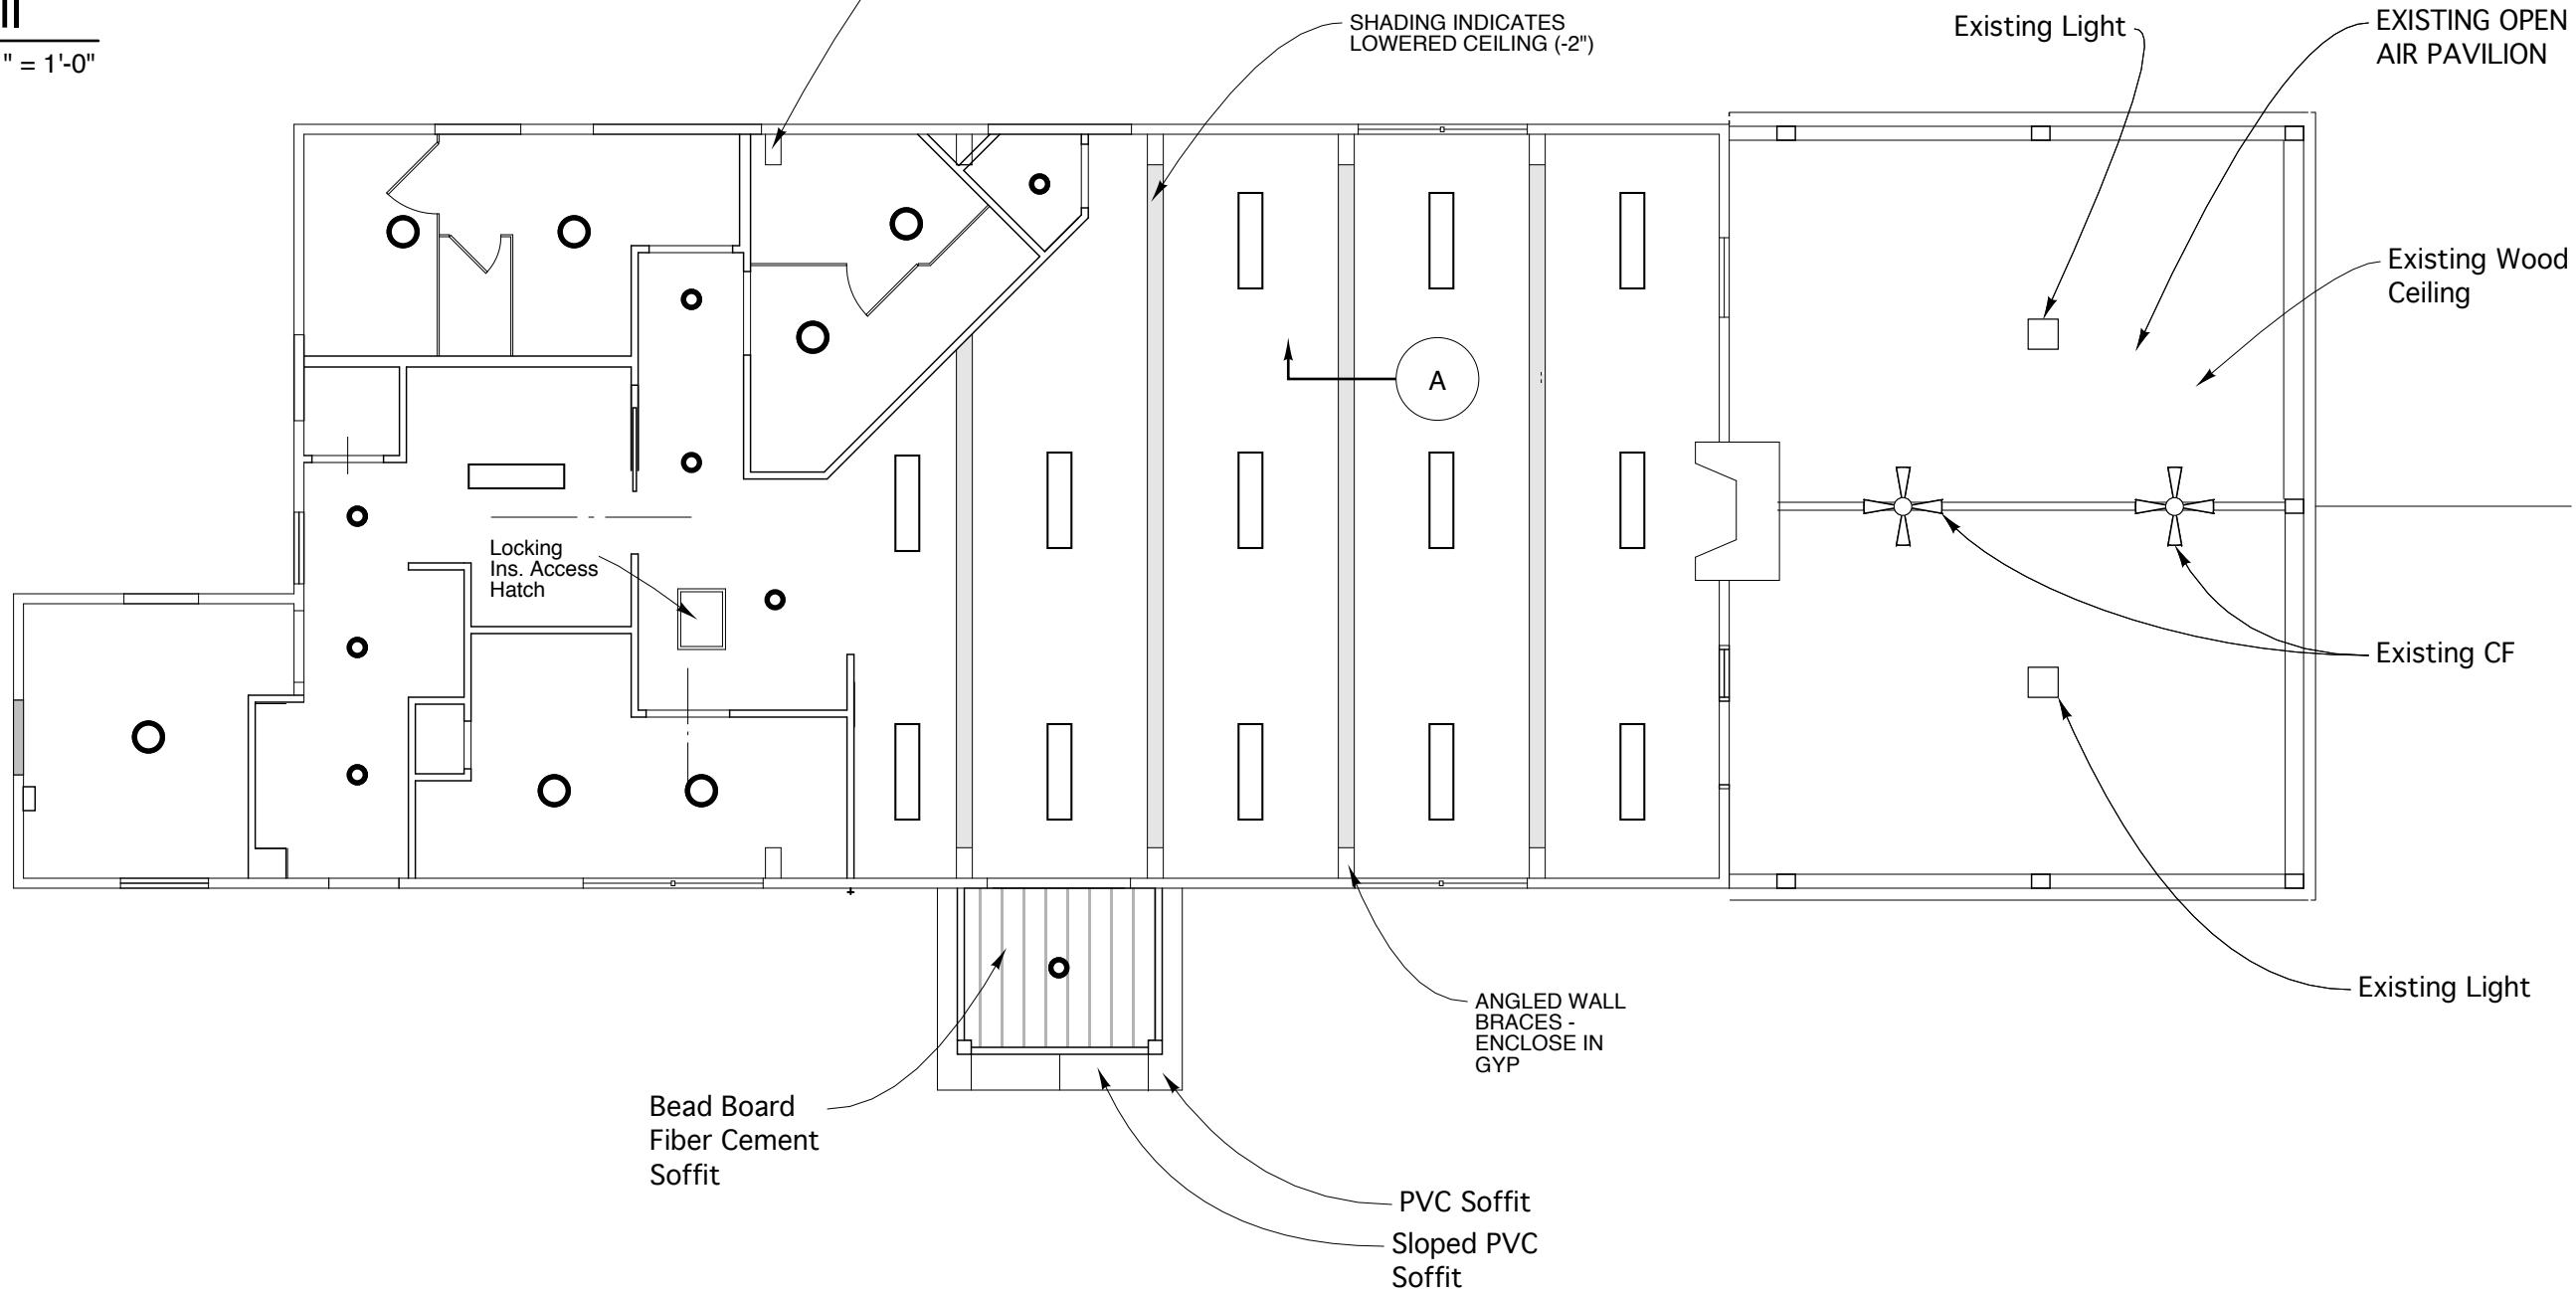 " = 1'-0"
SHADING INDICATES
LOWERED CEILING (-2")
Existing Light
EXISTING OPEN
AIR PAVILION
Existing Wood
Ceiling
A
Locking
Ins. Access
Hatch
Existing CF
Existing Light
ANGLED WALL
BRACES -
ENCLOSE IN
GYP
Bead Board
Fiber Cement
Soffit
PVC Soffit
Sloped PVC
Soffit